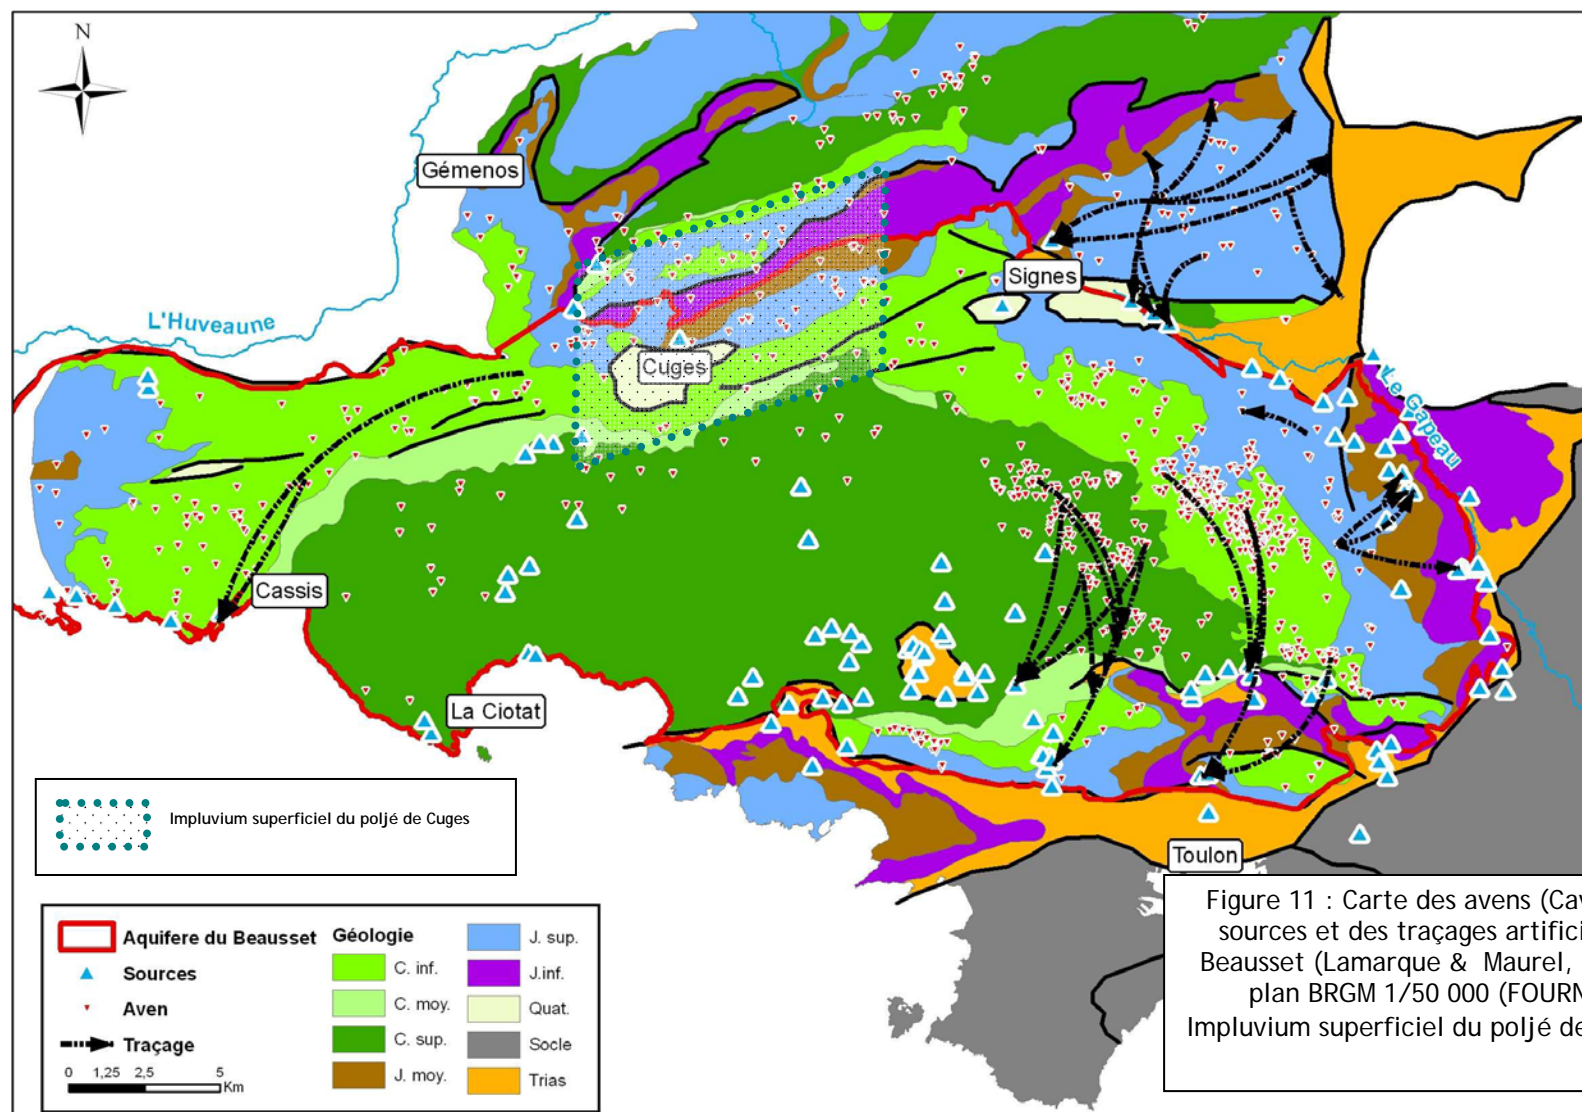 N
Gémenos
L'Huveaune
Signes
Cuges
Le Gapeau
Cassis
La Ciotat
Toulon
Impluvium superficiel du poljé de Cuges
Aquifere du Beausset
Sources
Aven
Traçage
0 1,25 2,5 5
Km
Géologie
C. inf.
C. moy.
C. sup.
J. moy.
J. sup.
J.inf.
Quat.
Socle
Trias
Figure 11 : Carte des avens (Cav
sources et des traçages artifici
Beausset (Lamarque & Maurel,
plan BRGM 1/50 000 (FOURN
Impluvium superficiel du poljé de